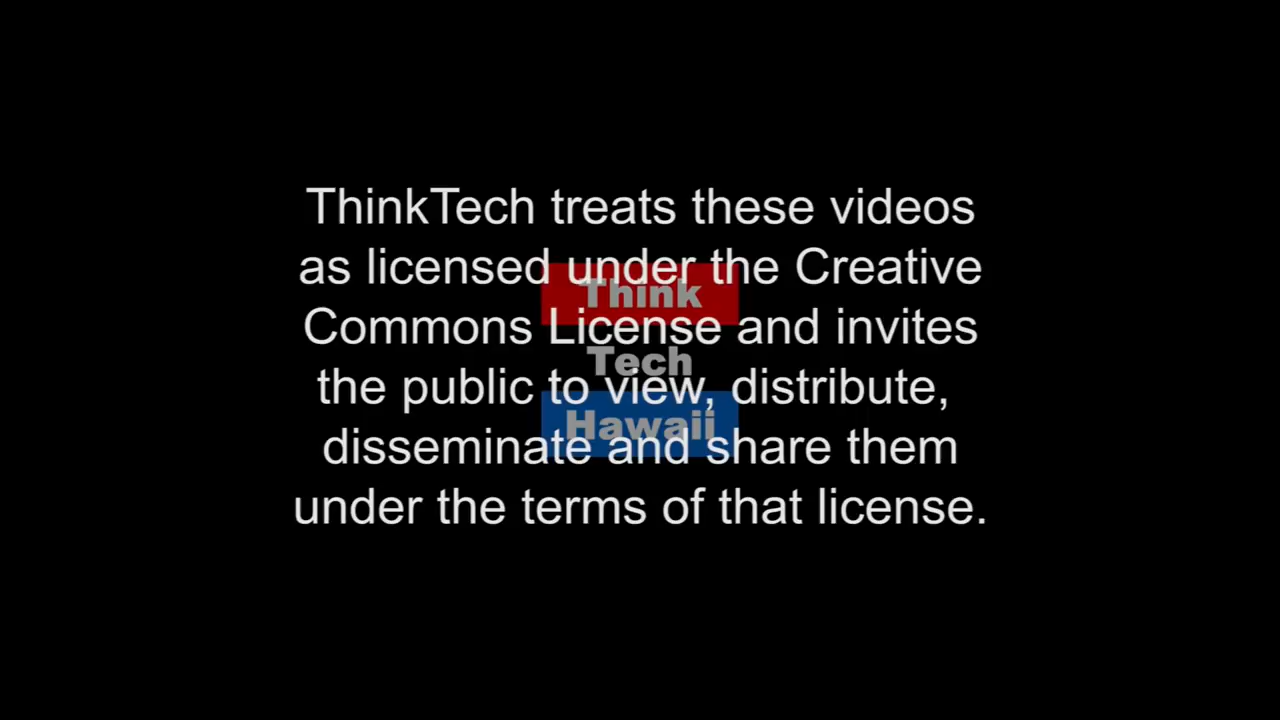 ThinkTech treats these videos
as licensed under the Creative
Commons License and invites
the public to view, distribute,
disseminate and share them
under the terms of that license.
Think
Tech
Hawaii